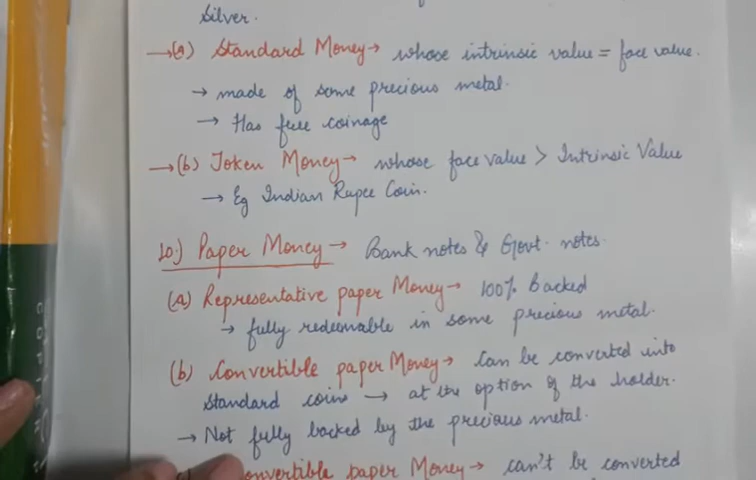 Silver.
→(a) Standard Money → whose intrinsic value = face value.
→ made of some precious metal.
→ Has free coinage
→(b) Token Money → whose face value > Intrinsic Value
→ Eg Indian Rupee Coin.
10.) Paper Money → Bank notes & Govt. notes.
(a) Representative paper Money → 100% Backed
→ fully redeemable in some precious metal.
(b) Convertible paper Money → Can be converted into
standard coins → at the option of the holder.
→ Not fully backed by the precious metal.
onvertible paper Money → can't be converted